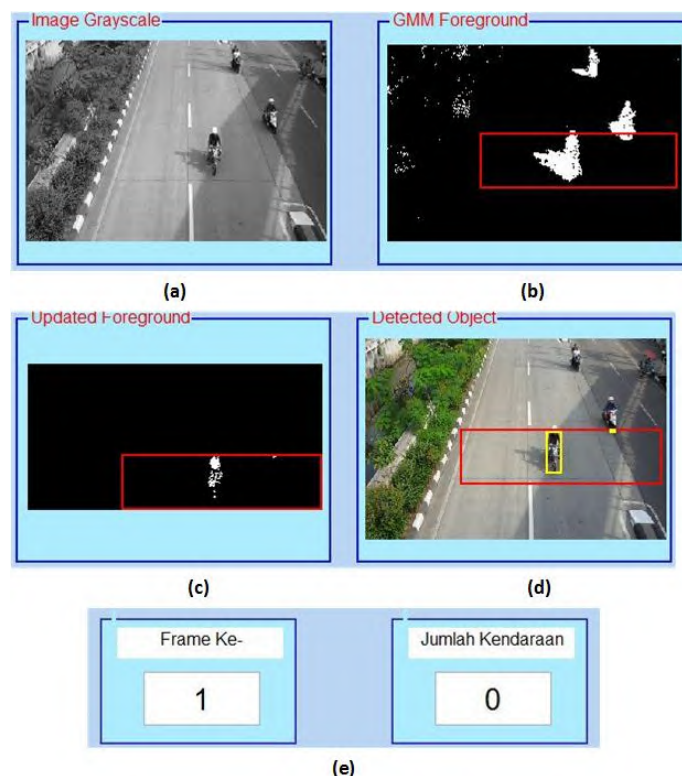 Image Grayscale
GMM Foreground
(a)
(b)
Updated Foreground
Detected Object
(c)
(d)
Frame Ke-
Jumlah Kendaraan
1
0
(e)